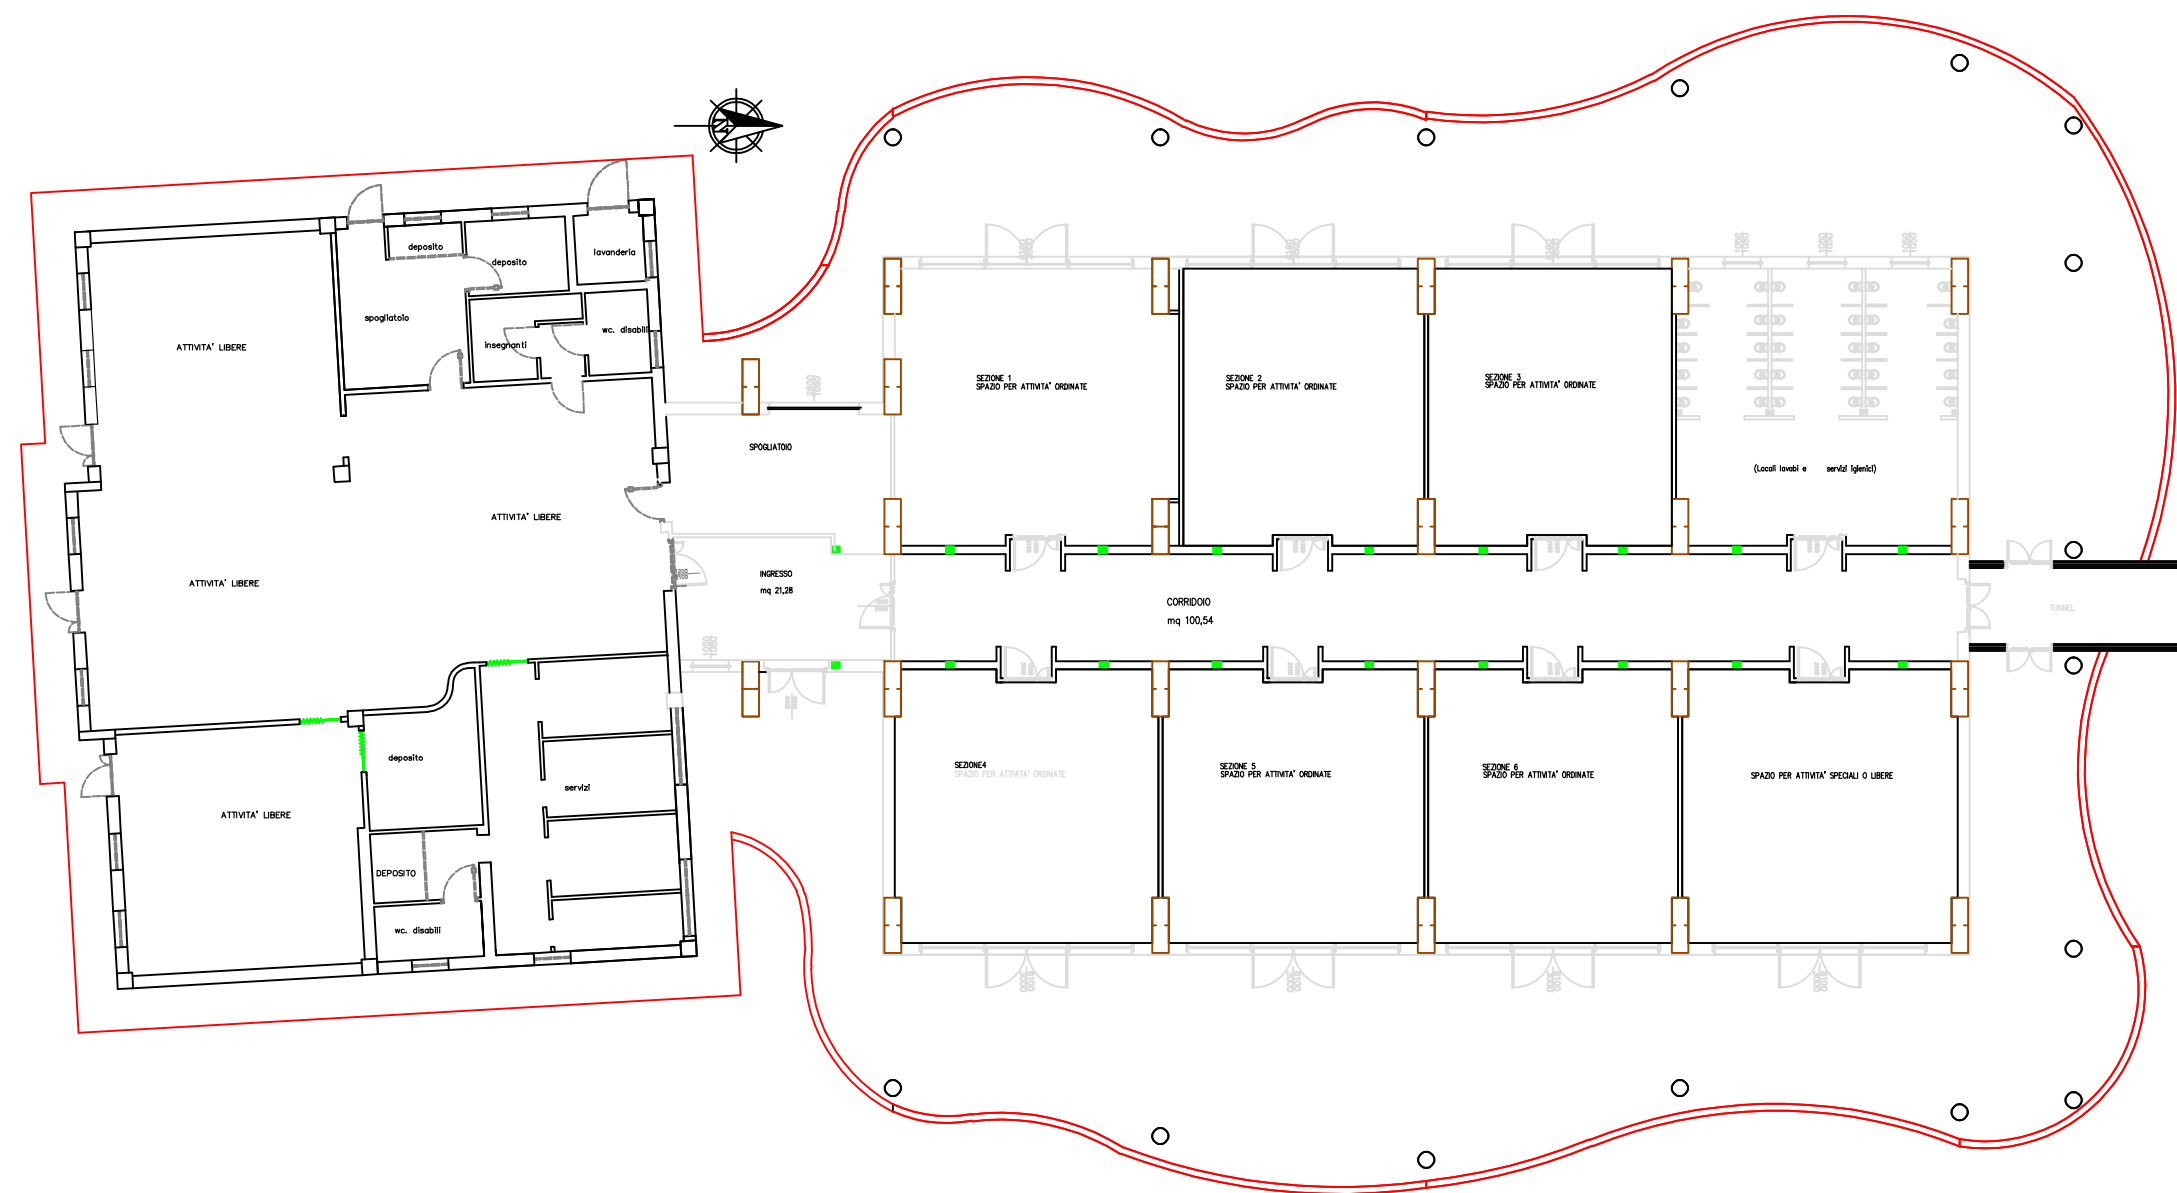 N
deposito
deposito
lavanderia
spogliatoio
wc. disabili
insegnanti
ATTIVITA' LIBERE
ATTIVITA' LIBERE
ATTIVITA' LIBERE
ATTIVITA' LIBERE
deposito
servizi
DEPOSITO
wc. disabili
SPOGLIATOIO
INGRESSO
mq 21,28
SEZIONE 1
SPAZIO PER ATTIVITA' ORDINATE
SEZIONE 2
SPAZIO PER ATTIVITA' ORDINATE
SEZIONE 3
SPAZIO PER ATTIVITA' ORDINATE
(Locali lavabi e servizi igienici)
CORRIDOIO
mq 100,54
TUNNEL
SEZIONE4
SPAZIO PER ATTIVITA' ORDINATE
SEZIONE 5
SPAZIO PER ATTIVITA' ORDINATE
SEZIONE 6
SPAZIO PER ATTIVITA' ORDINATE
SPAZIO PER ATTIVITA' SPECIALI O LIBERE